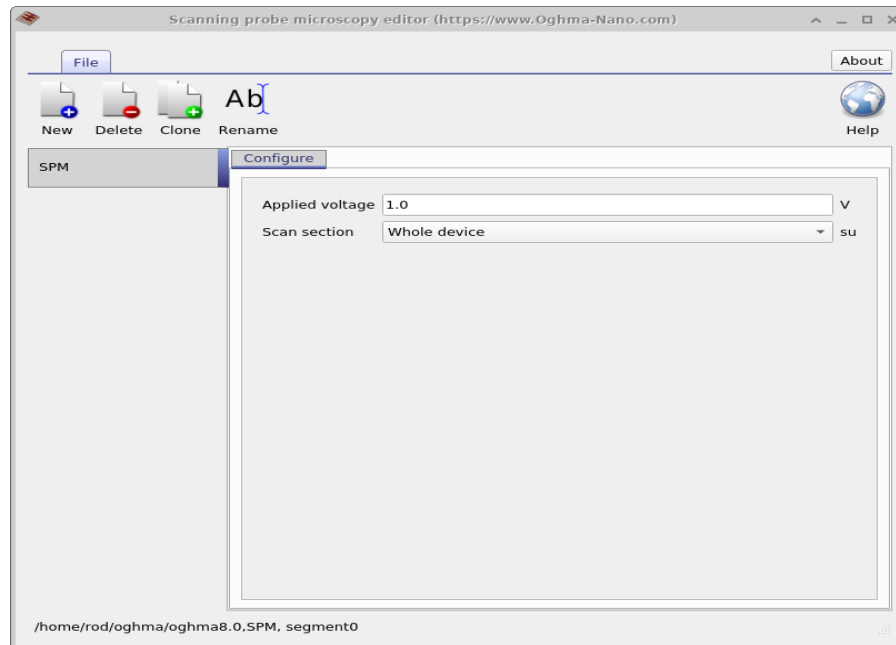 Scanning probe microscopy editor (https://www.Oghma-Nano.com)
File
About
Ab
New
Delete
Clone
Rename
Help
SPM
Configure
Applied voltage 1.0 V
Scan section Whole device su
/home/rod/oghma/oghma8.0,SPM, segment0